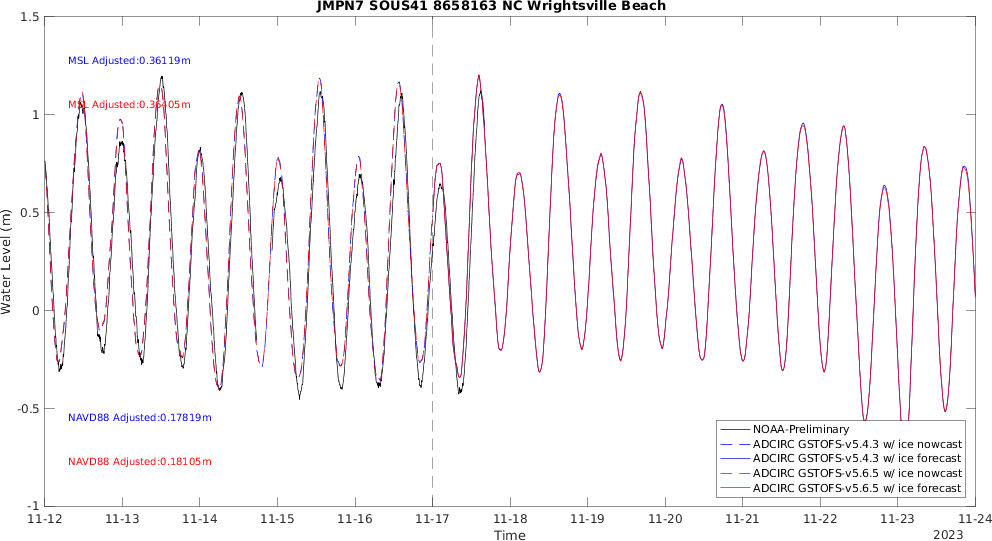 JMPN7 SOUS41 8658163 NC Wrightsville Beach
1.5
MSL Adjusted:0.36119m
MSL Adjusted:0.36405m
1
0.5
Water Level (m)
0
-0.5
NAVD88 Adjusted:0.17819m
NAVD88 Adjusted:0.18105m
NOAA-Preliminary
ADCIRC GSTOFS-v5.4.3 w/ ice nowcast
ADCIRC GSTOFS-v5.4.3 w/ ice forecast
ADCIRC GSTOFS-v5.6.5 w/ ice nowcast
ADCIRC GSTOFS-v5.6.5 w/ ice forecast
-1
11-12 11-13 11-14 11-15 11-16 11-17 11-18 11-19 11-20 11-21 11-22 11-23 11-24
Time
2023